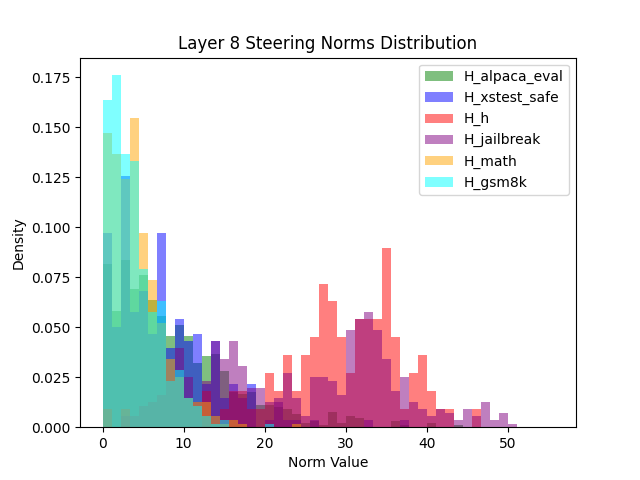 Layer 8 Steering Norms Distribution
H_alpaca_eval
H_xstest_safe
H_h
H_jailbreak
H_math
H_gsm8k
Density
0.175
0.150
0.125
0.100
0.075
0.050
0.025
0.000
0 10 20 30 40 50
Norm Value